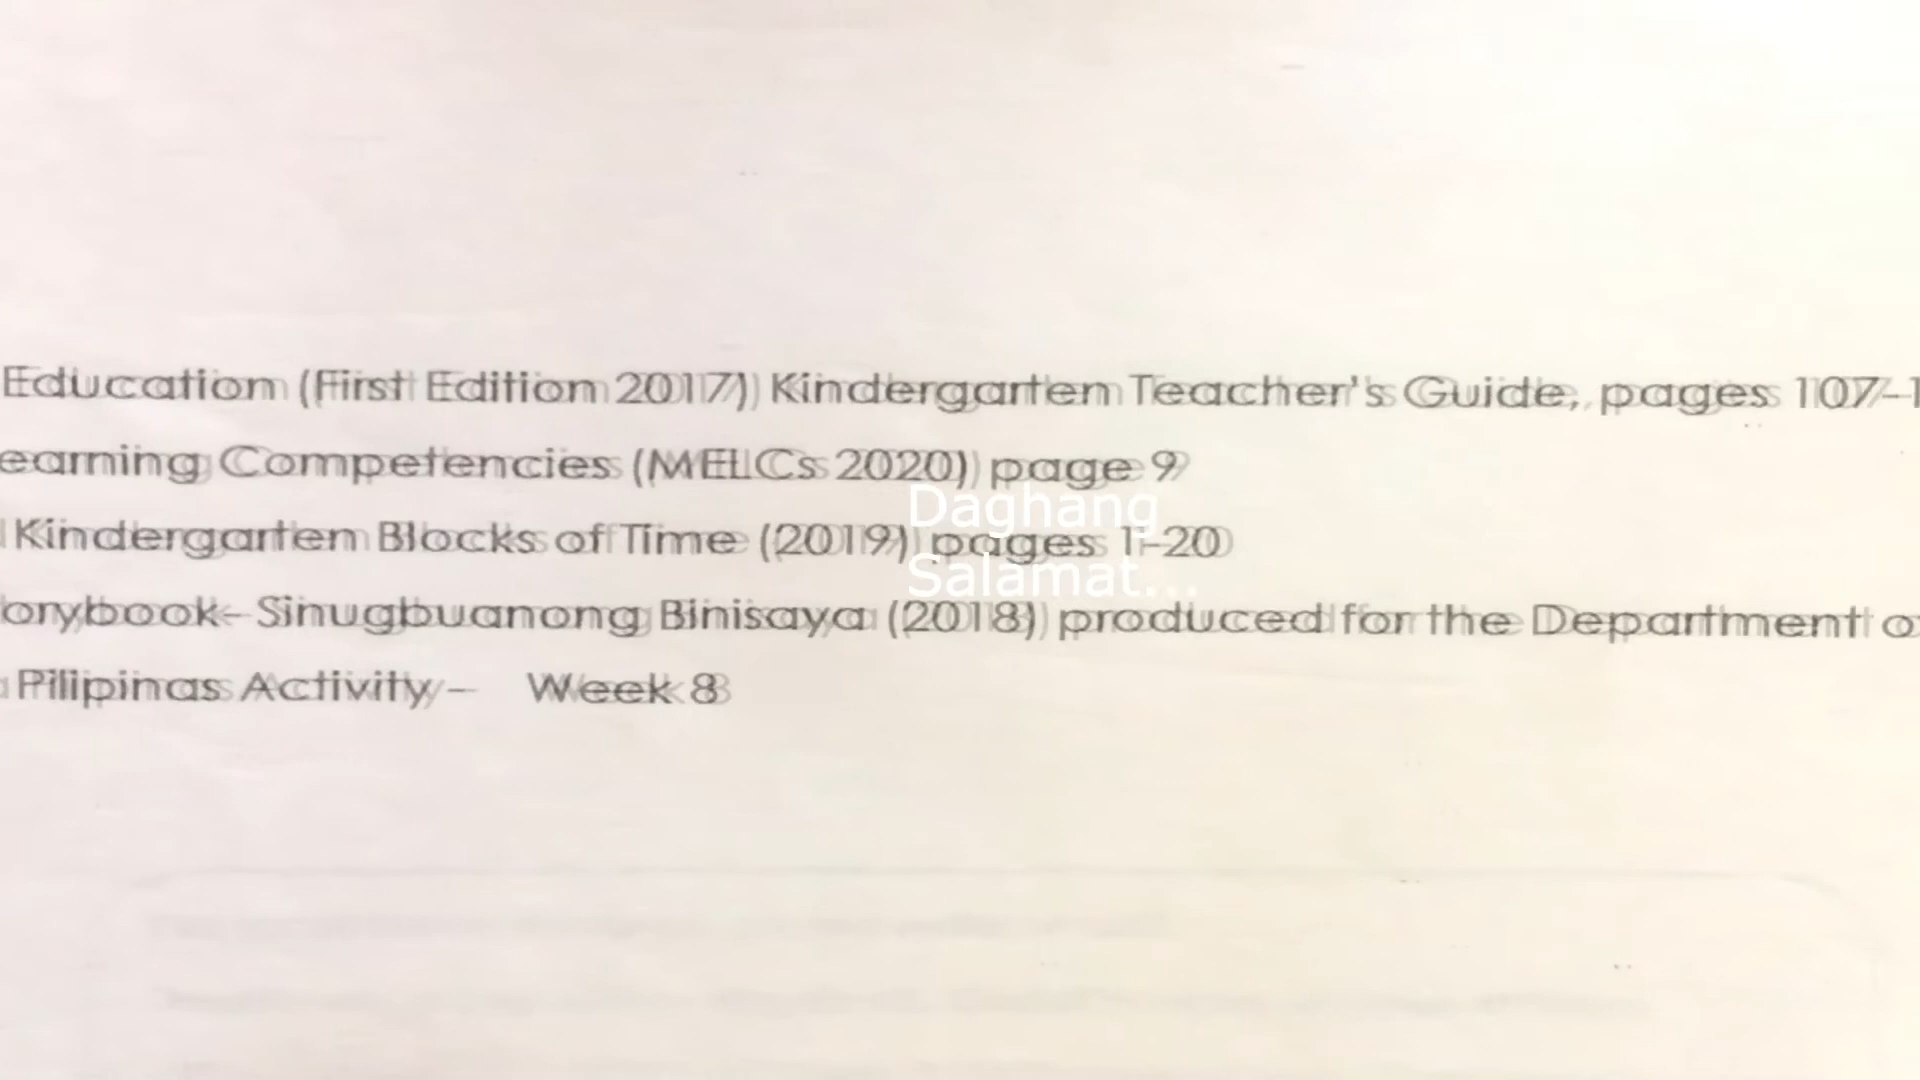 Education (First Edition 2017) Kindergarten Teacher's Guide, pages 107-1
earning Competencies (MELCs 2020) page 9
Kindergarten Blocks of Time (2019) pages 1-20
orybook- Sinugbuanong Binisaya (2018) produced for the Department o
Pilipinas Activity - Week 8
Daghang
Salamat...